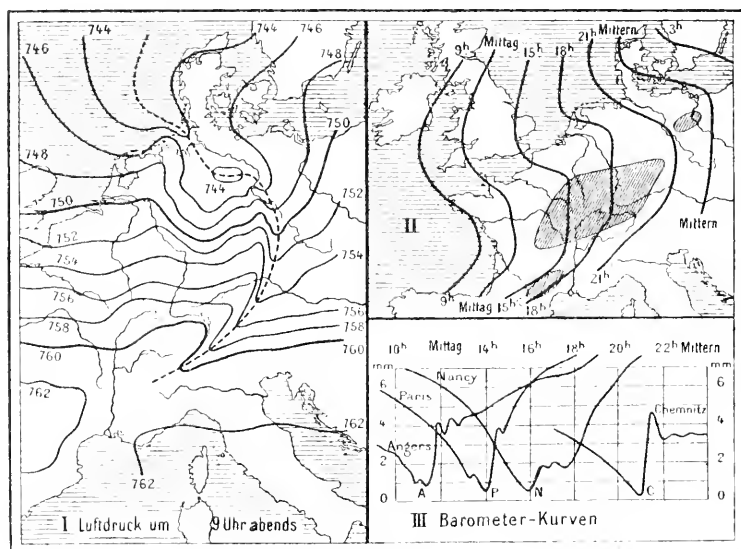 744
746
746
744
748
750
748
744
750
752
752
754
754
756
756
758
758
760
760
762
762
762
I Luftdruck um 9 Uhr abends
9h
Mittag
15h
18h
21h
Mittern
3h
II
Mittern
9h
Mittag
15h
18h
21h
10h Mittag 14h 16h 18h 20h 22h Mittern
mm
mm
6
6
Nancy
Paris
Chemnitz
4
4
Angers
2
2
A
P
N
C
0
0
III Barometer-Kurven